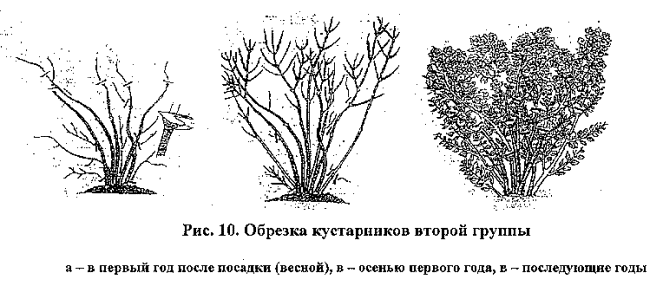 Рис. 10. Обрезка кустарников второй группы
а – в первый год после посадки (весной), в – осенью первого года, в – последующие годы